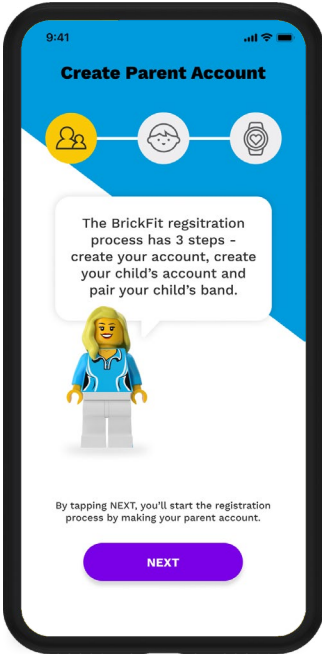 9:41
Create Parent Account
The BrickFit regsitration
process has 3 steps -
create your account, create
your child's account and
pair your child's band.
By tapping NEXT, you'll start the registration
process by making your parent account.
NEXT